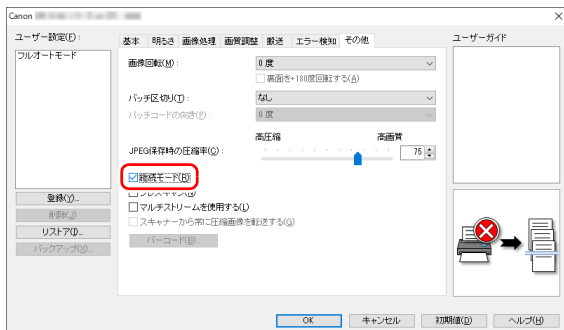 Canon
ユーザー設定(F):
フルオートモード
登録(Y)...
削除(J)
リストア(I)...
バックアップ(X)...
基本 明るさ 画像処理 画質調整 搬送 エラー検知 その他
画像回転(M): 0 度
裏面を+180度回転する(A)
バッチ区切り(T): なし
バッチコードの向き(P): 0 度
高圧縮 高画質
JPEG保存時の圧縮率(C): 75
継続モード(R)
プレスキャン(N)
マルチストリームを使用する(L)
スキャナーから常に圧縮画像を転送する(G)
バーコード(B)...
ユーザーガイド
OK キャンセル 初期値(D) ヘルプ(H)